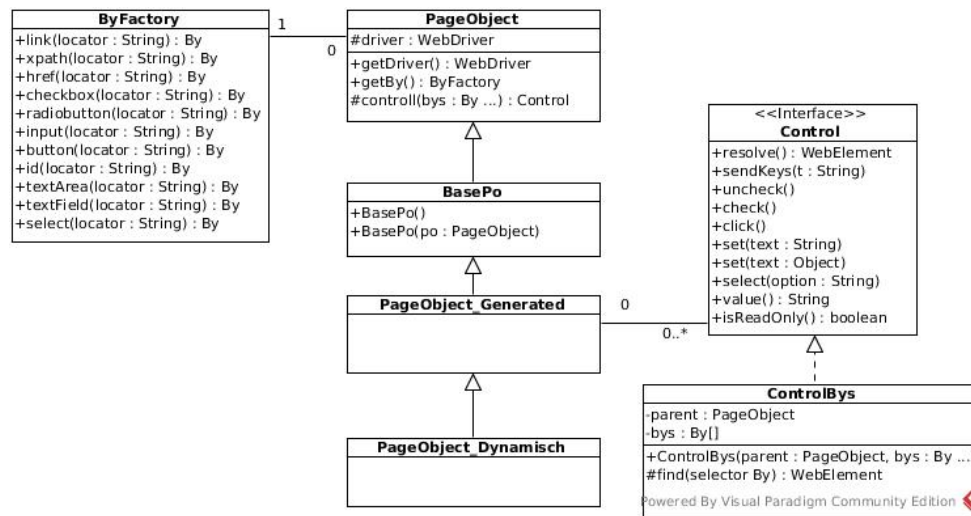 ByFactory
+link(locator : String) : By
+xpath(locator : String) : By
+href(locator : String) : By
+checkbox(locator : String) : By
+radiobutton(locator : String) : By
+input(locator : String) : By
+button(locator : String) : By
+id(locator : String) : By
+textArea(locator : String) : By
+textField(locator : String) : By
+select(locator : String) : By
1
0
PageObject
#driver : WebDriver
+getDriver() : WebDriver
+getBy() : ByFactory
#controll(bys : By ...) : Control
BasePo
+BasePo()
+BasePo(po : PageObject)
PageObject_Generated
0
0..*
PageObject_Dynamisch
<<Interface>>
Control
+resolve() : WebElement
+sendKeys(t : String)
+uncheck()
+check()
+click()
+set(text : String)
+set(text : Object)
+select(option : String)
+value() : String
+isReadOnly() : boolean
ControlBys
-parent : PageObject
-bys : By[]
+ControlBys(parent : PageObject, bys : By ...
#find(selector By) : WebElement
Powered By Visual Paradigm Community Edition